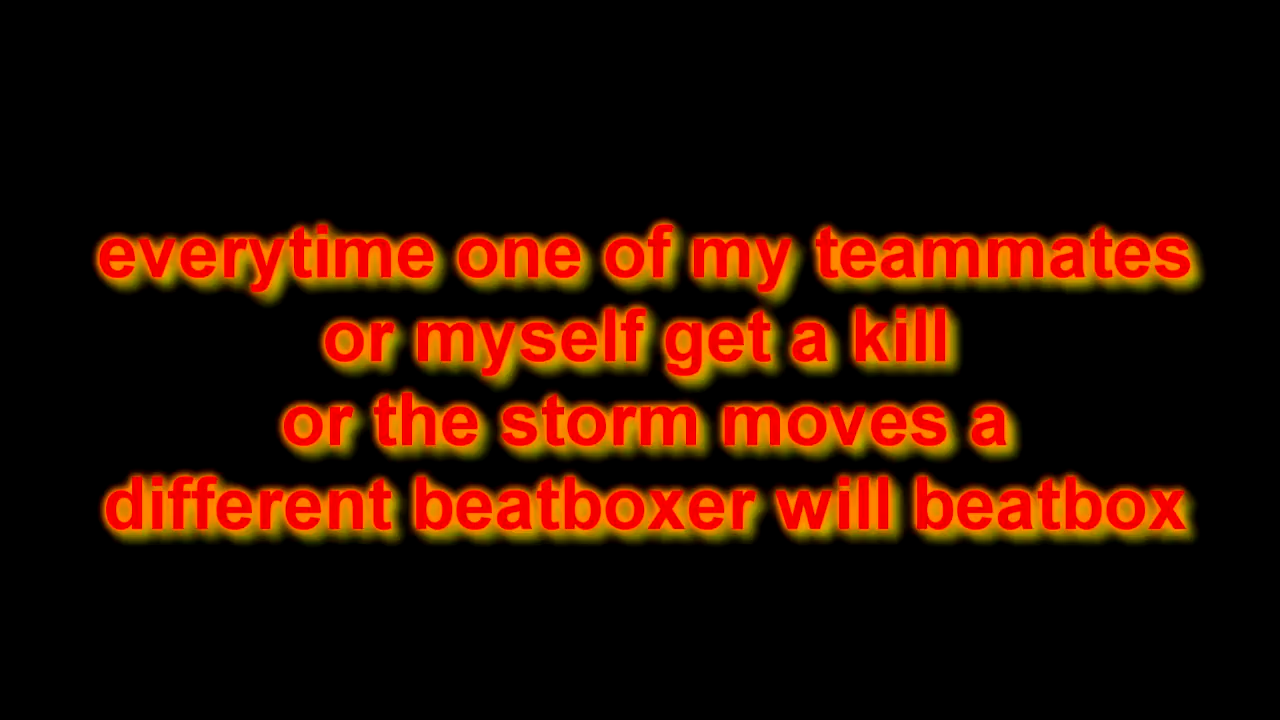 everytime one of my teammates
or myself get a kill
or the storm moves a
different beatboxer will beatbox